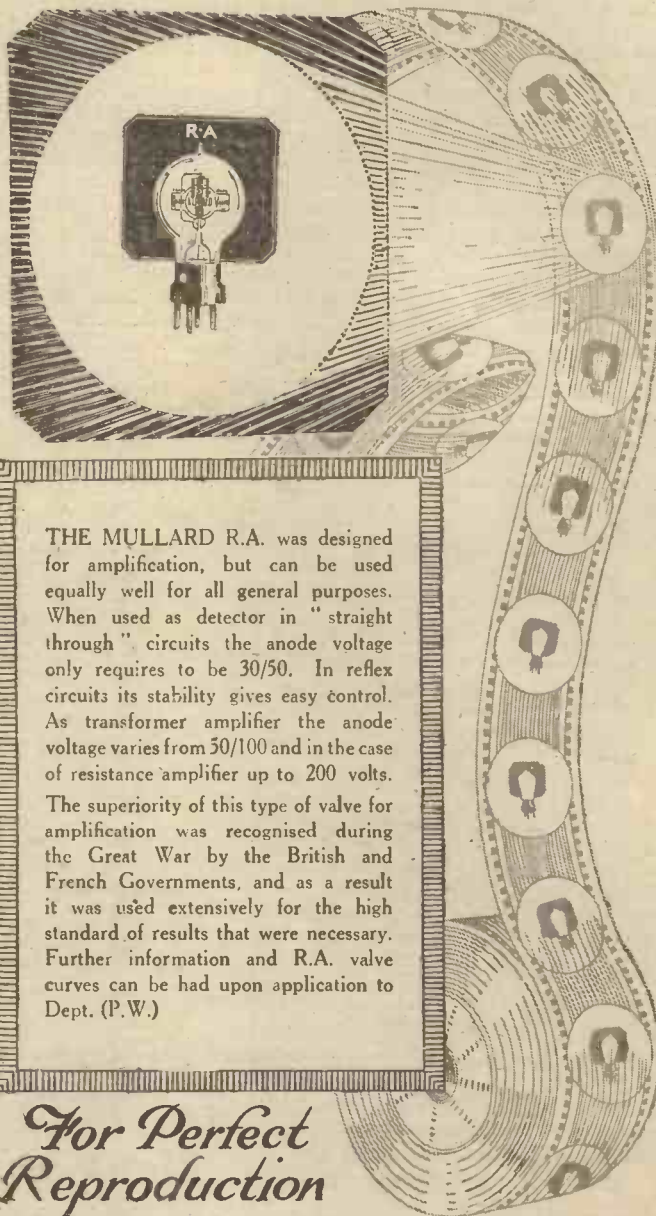 R.A
THE MULLARD R.A. was designed
for amplification, but can be used
equally well for all general purposes.
When used as detector in " straight
through " circuits the anode voltage
only requires to be 30/50. In reflex
circuits its stability gives easy control.
As transformer amplifier the anode
voltage varies from 50/100 and in the case
of resistance amplifier up to 200 volts.
The superiority of this type of valve for
amplification was recognised during
the Great War by the British and
French Governments, and as a result
it was used extensively for the high
standard of results that were necessary.
Further information and R.A. valve
curves can be had upon application to
Dept. (P.W.)
For Perfect
Reproduction